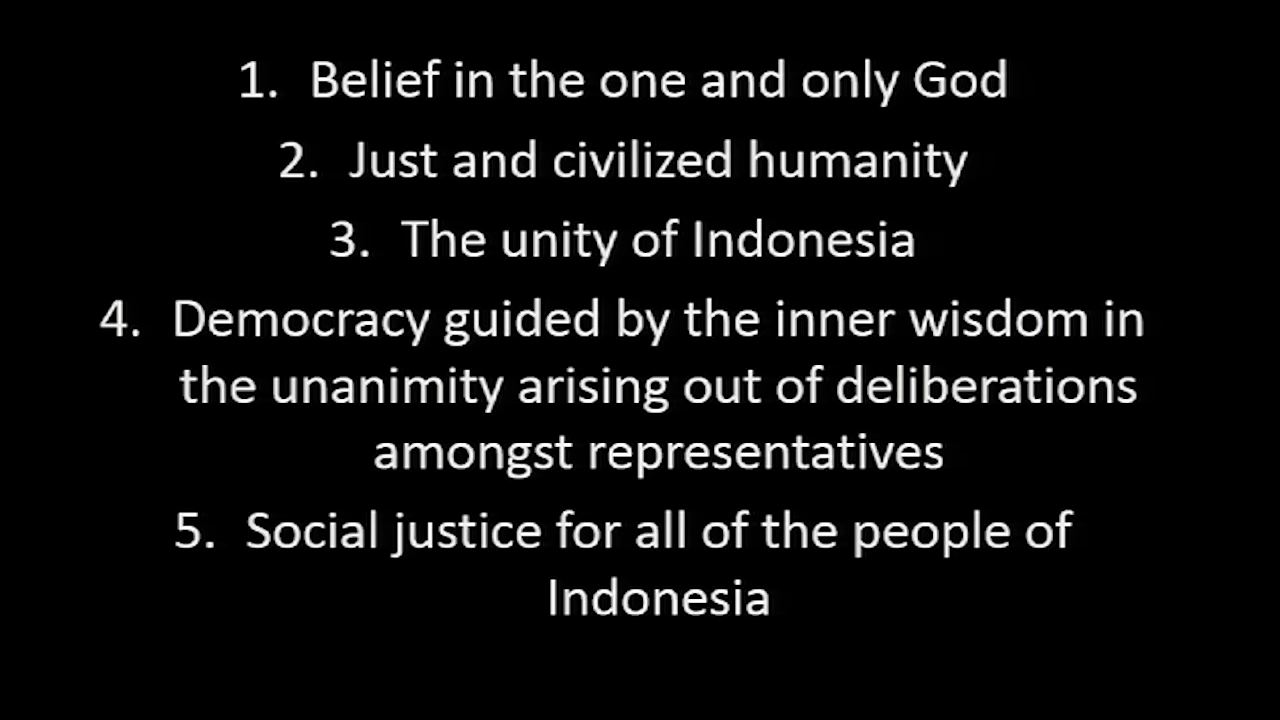 1. Belief in the one and only God
2. Just and civilized humanity
3. The unity of Indonesia
4. Democracy guided by the inner wisdom in
the unanimity arising out of deliberations
amongst representatives
5. Social justice for all of the people of
Indonesia